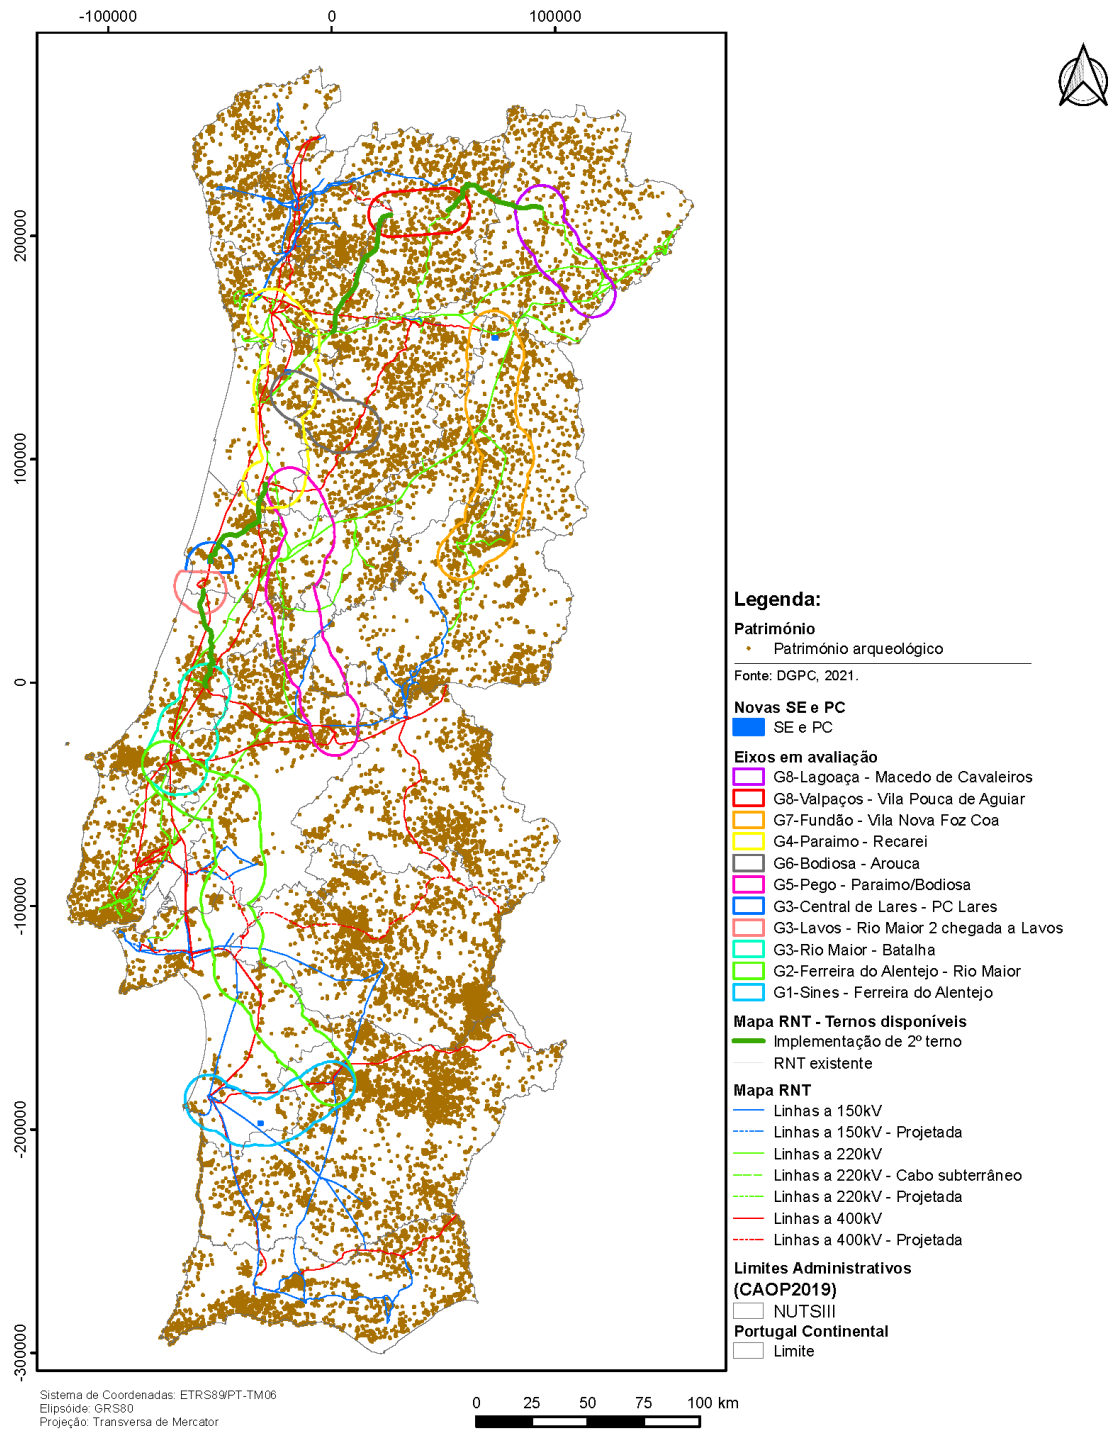 -100000
0
100000
200000
100000
0
-100000
-200000
-300000
Legenda:
Património
Património arqueológico
Fonte: DGPC, 2021.
Novas SE e PC
SE e PC
Eixos em avaliação
G8-Lagoaça - Macedo de Cavaleiros
G8-Valpaços - Vila Pouca de Aguiar
G7-Fundão - Vila Nova Foz Coa
G4-Paraimo - Recarei
G6-Bodiosa - Arouca
G5-Pego - Paraimo/Bodiosa
G3-Central de Lares - PC Lares
G3-Lavos - Rio Maior 2 chegada a Lavos
G3-Rio Maior - Batalha
G2-Ferreira do Alentejo - Rio Maior
G1-Sines - Ferreira do Alentejo
Mapa RNT - Ternos disponíveis
Implementação de 2º terno
RNT existente
Mapa RNT
Linhas a 150kV
Linhas a 150kV - Projetada
Linhas a 220kV
Linhas a 220kV - Cabo subterrâneo
Linhas a 220kV - Projetada
Linhas a 400kV
Linhas a 400kV - Projetada
Limites Administrativos
(CAOP2019)
NUTSIII
Portugal Continental
Limite
Sistema de Coordenadas: ETRS89/PT-TM06
Elipsóide: GRS80
Projeção: Transversa de Mercator
0 25 50 75 100 km